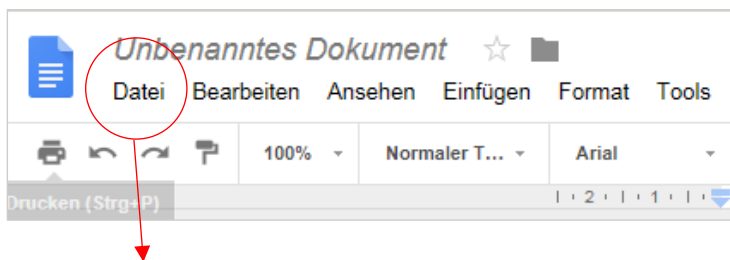 Unbenanntes Dokument
Datei Bearbeiten Ansehen Einfügen Format Tools
100% Normaler T... Arial
Drucken (Strg+P)
2 1